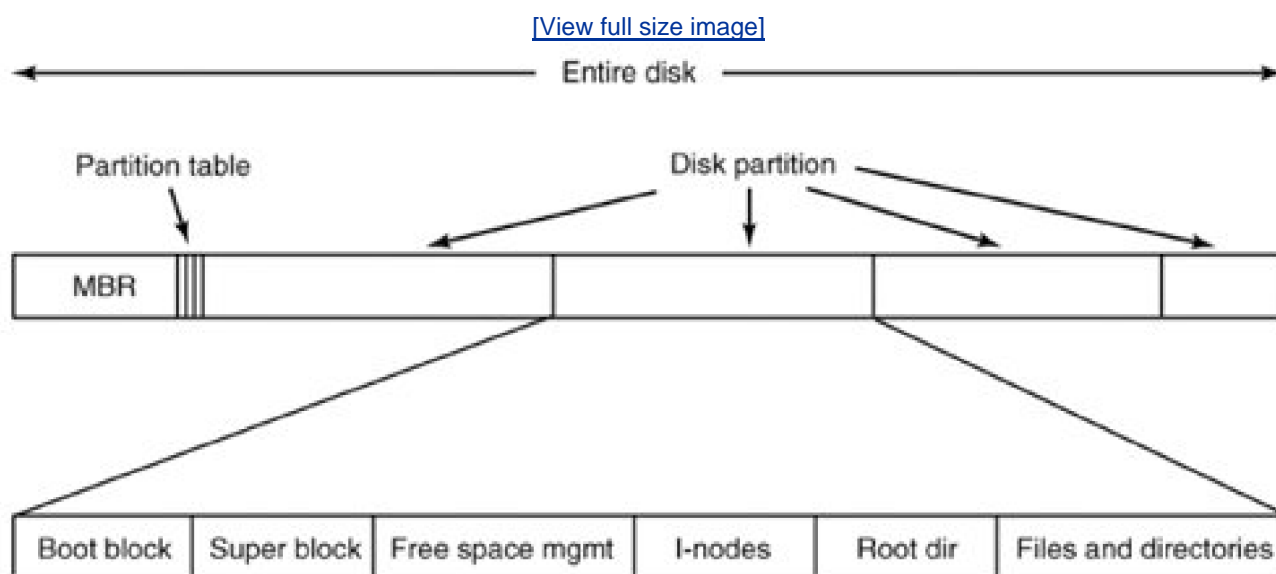 [View full size image]
Entire disk
Partition table
Disk partition
MBR
Boot block
Super block
Free space mgmt
I-nodes
Root dir
Files and directories